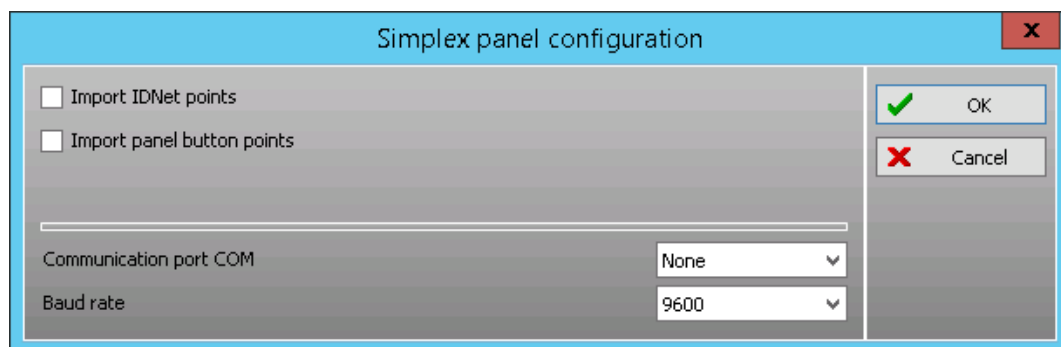 Simplex panel configuration
x
Import IDNet points
Import panel button points
OK
Cancel
Communication port COM
None
Baud rate
9600